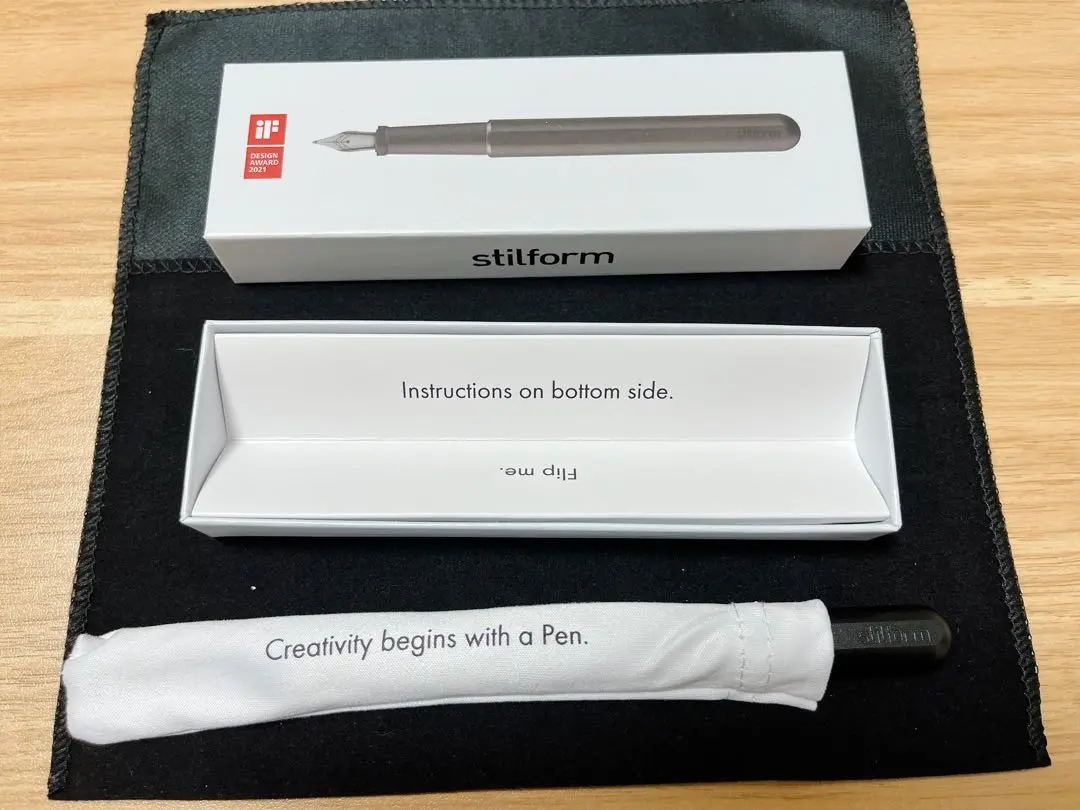 iF
DESIGN
AWARD
2021
stilform
stilform
Instructions on bottom side.
Flip me.
Creativity begins with a Pen.
stilform